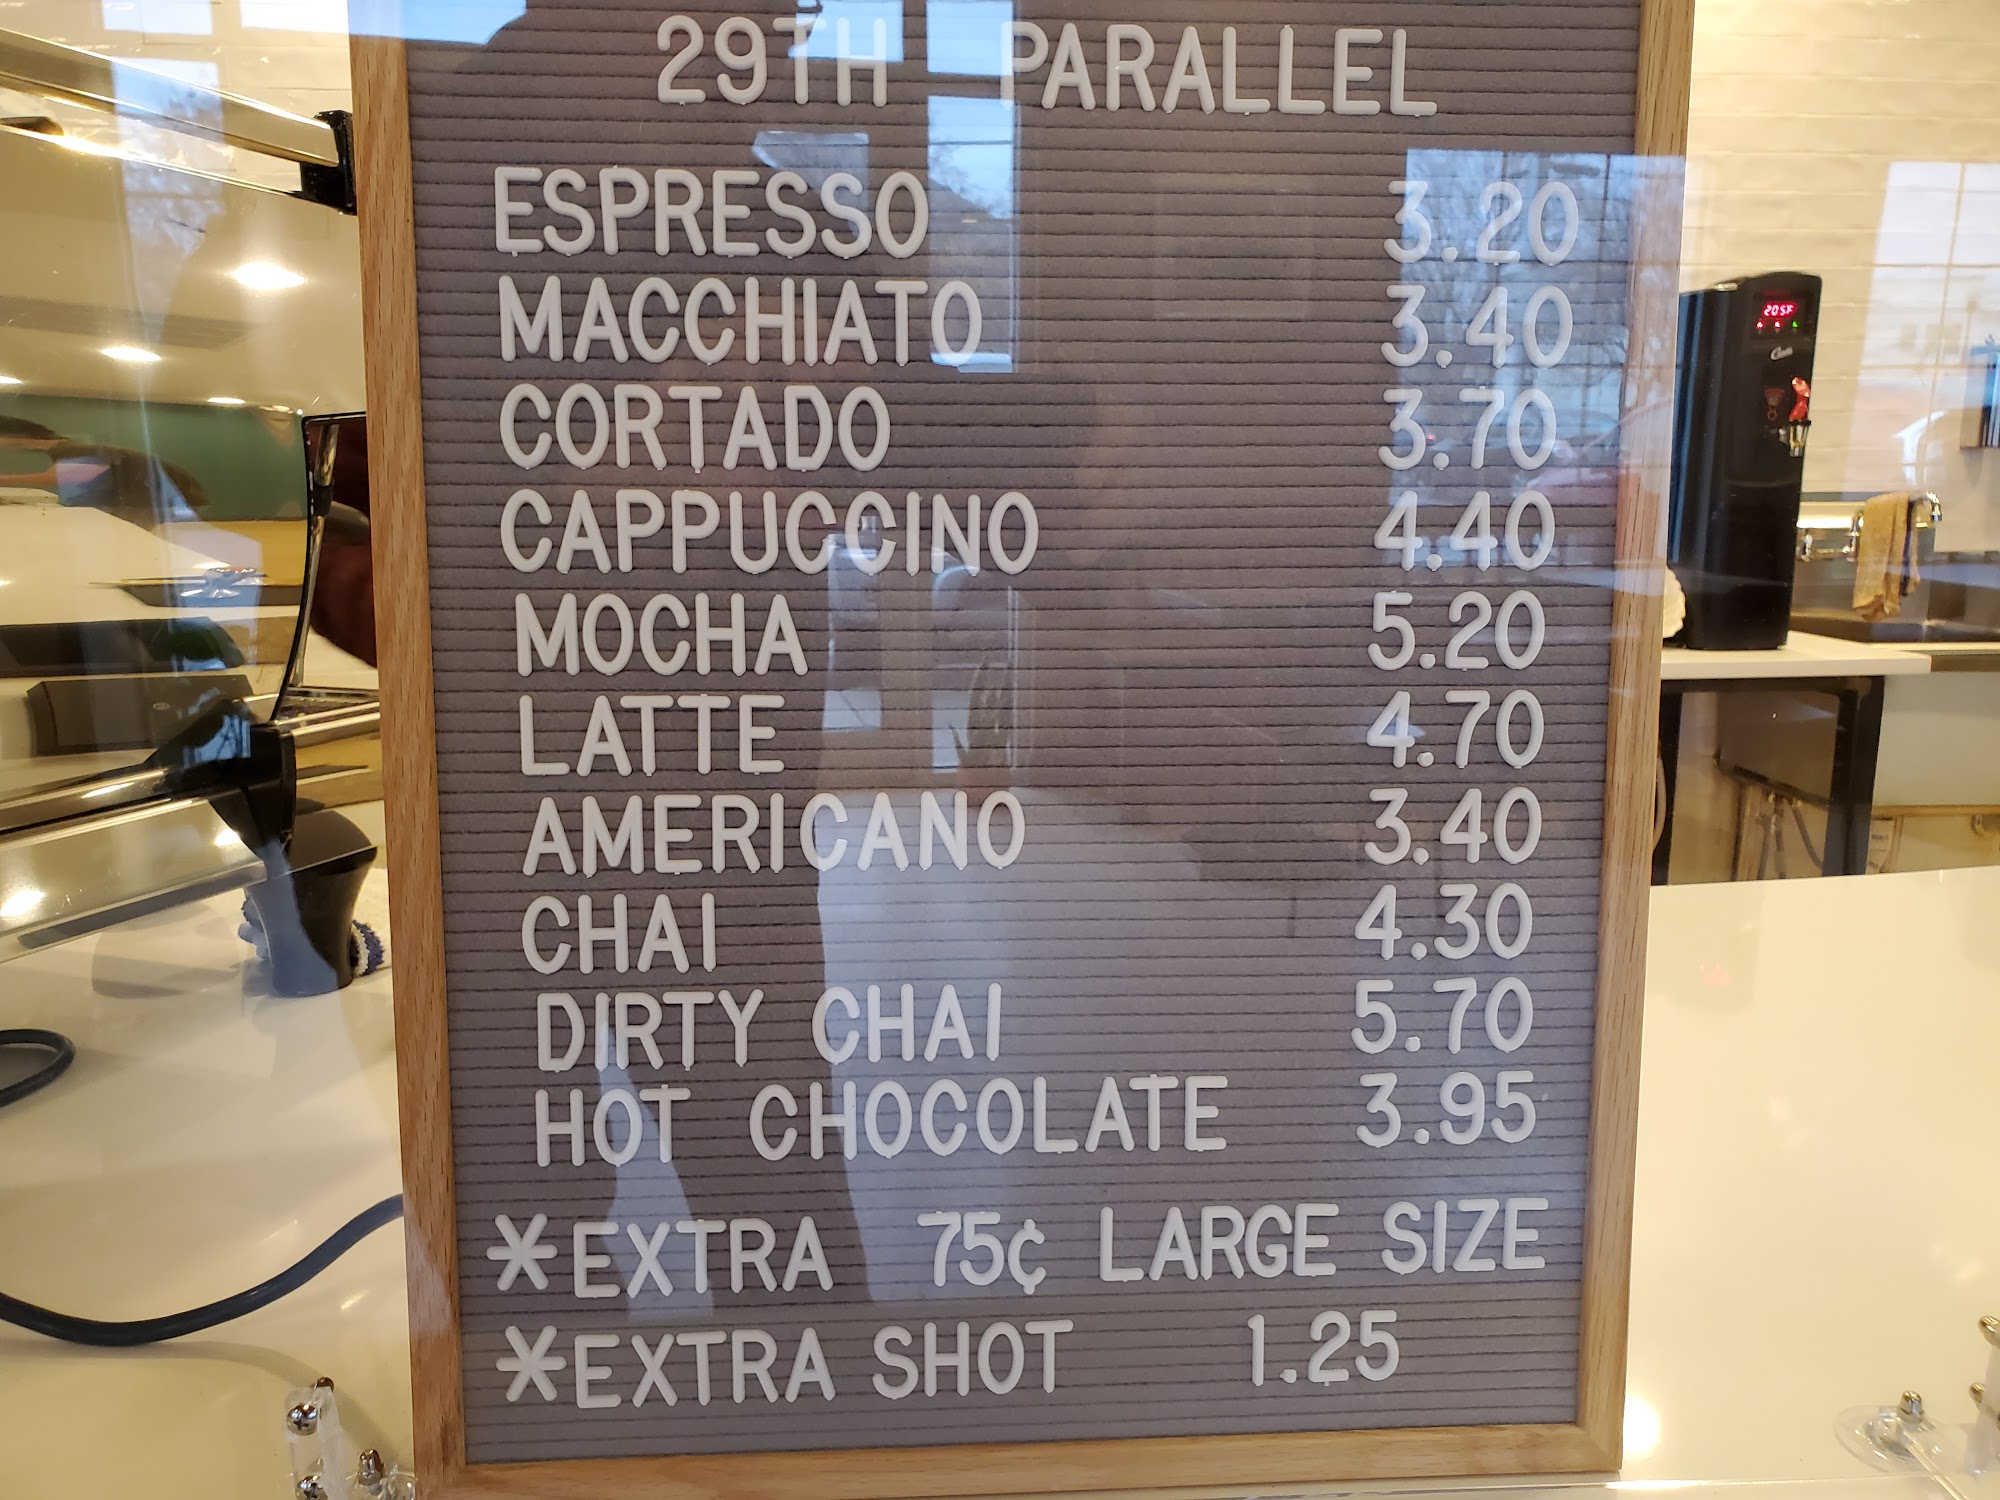 29TH PARALLEL
ESPRESSO 3.20
MACCHIATO 3.40
CORTADO 3.70
CAPPUCCINO 4.40
MOCHA 5.20
LATTE 4.70
AMERICANO 3.40
CHAI 4.30
DIRTY CHAI 5.70
HOT CHOCOLATE 3.95
*EXTRA 75¢ LARGE SIZE
*EXTRA SHOT 1.25
205F
Curtis